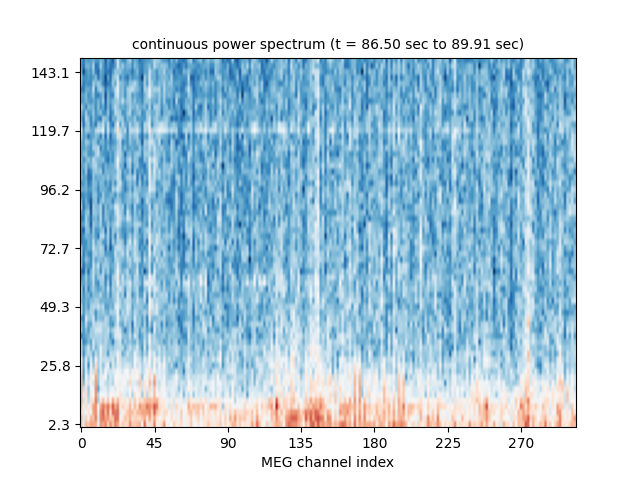 continuous power spectrum (t = 86.50 sec to 89.91 sec)
143.1
119.7
96.2
72.7
49.3
25.8
2.3
0 45 90 135 180 225 270
MEG channel index